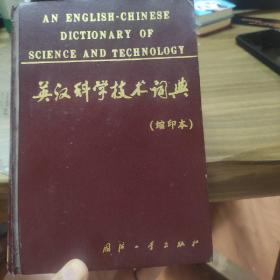 AN ENGLISH-CHINESE
DICTIONARY OF
SCIENCE AND TECHNOLOGY
英汉科学技术词典
(缩印本)
国防工业出版社